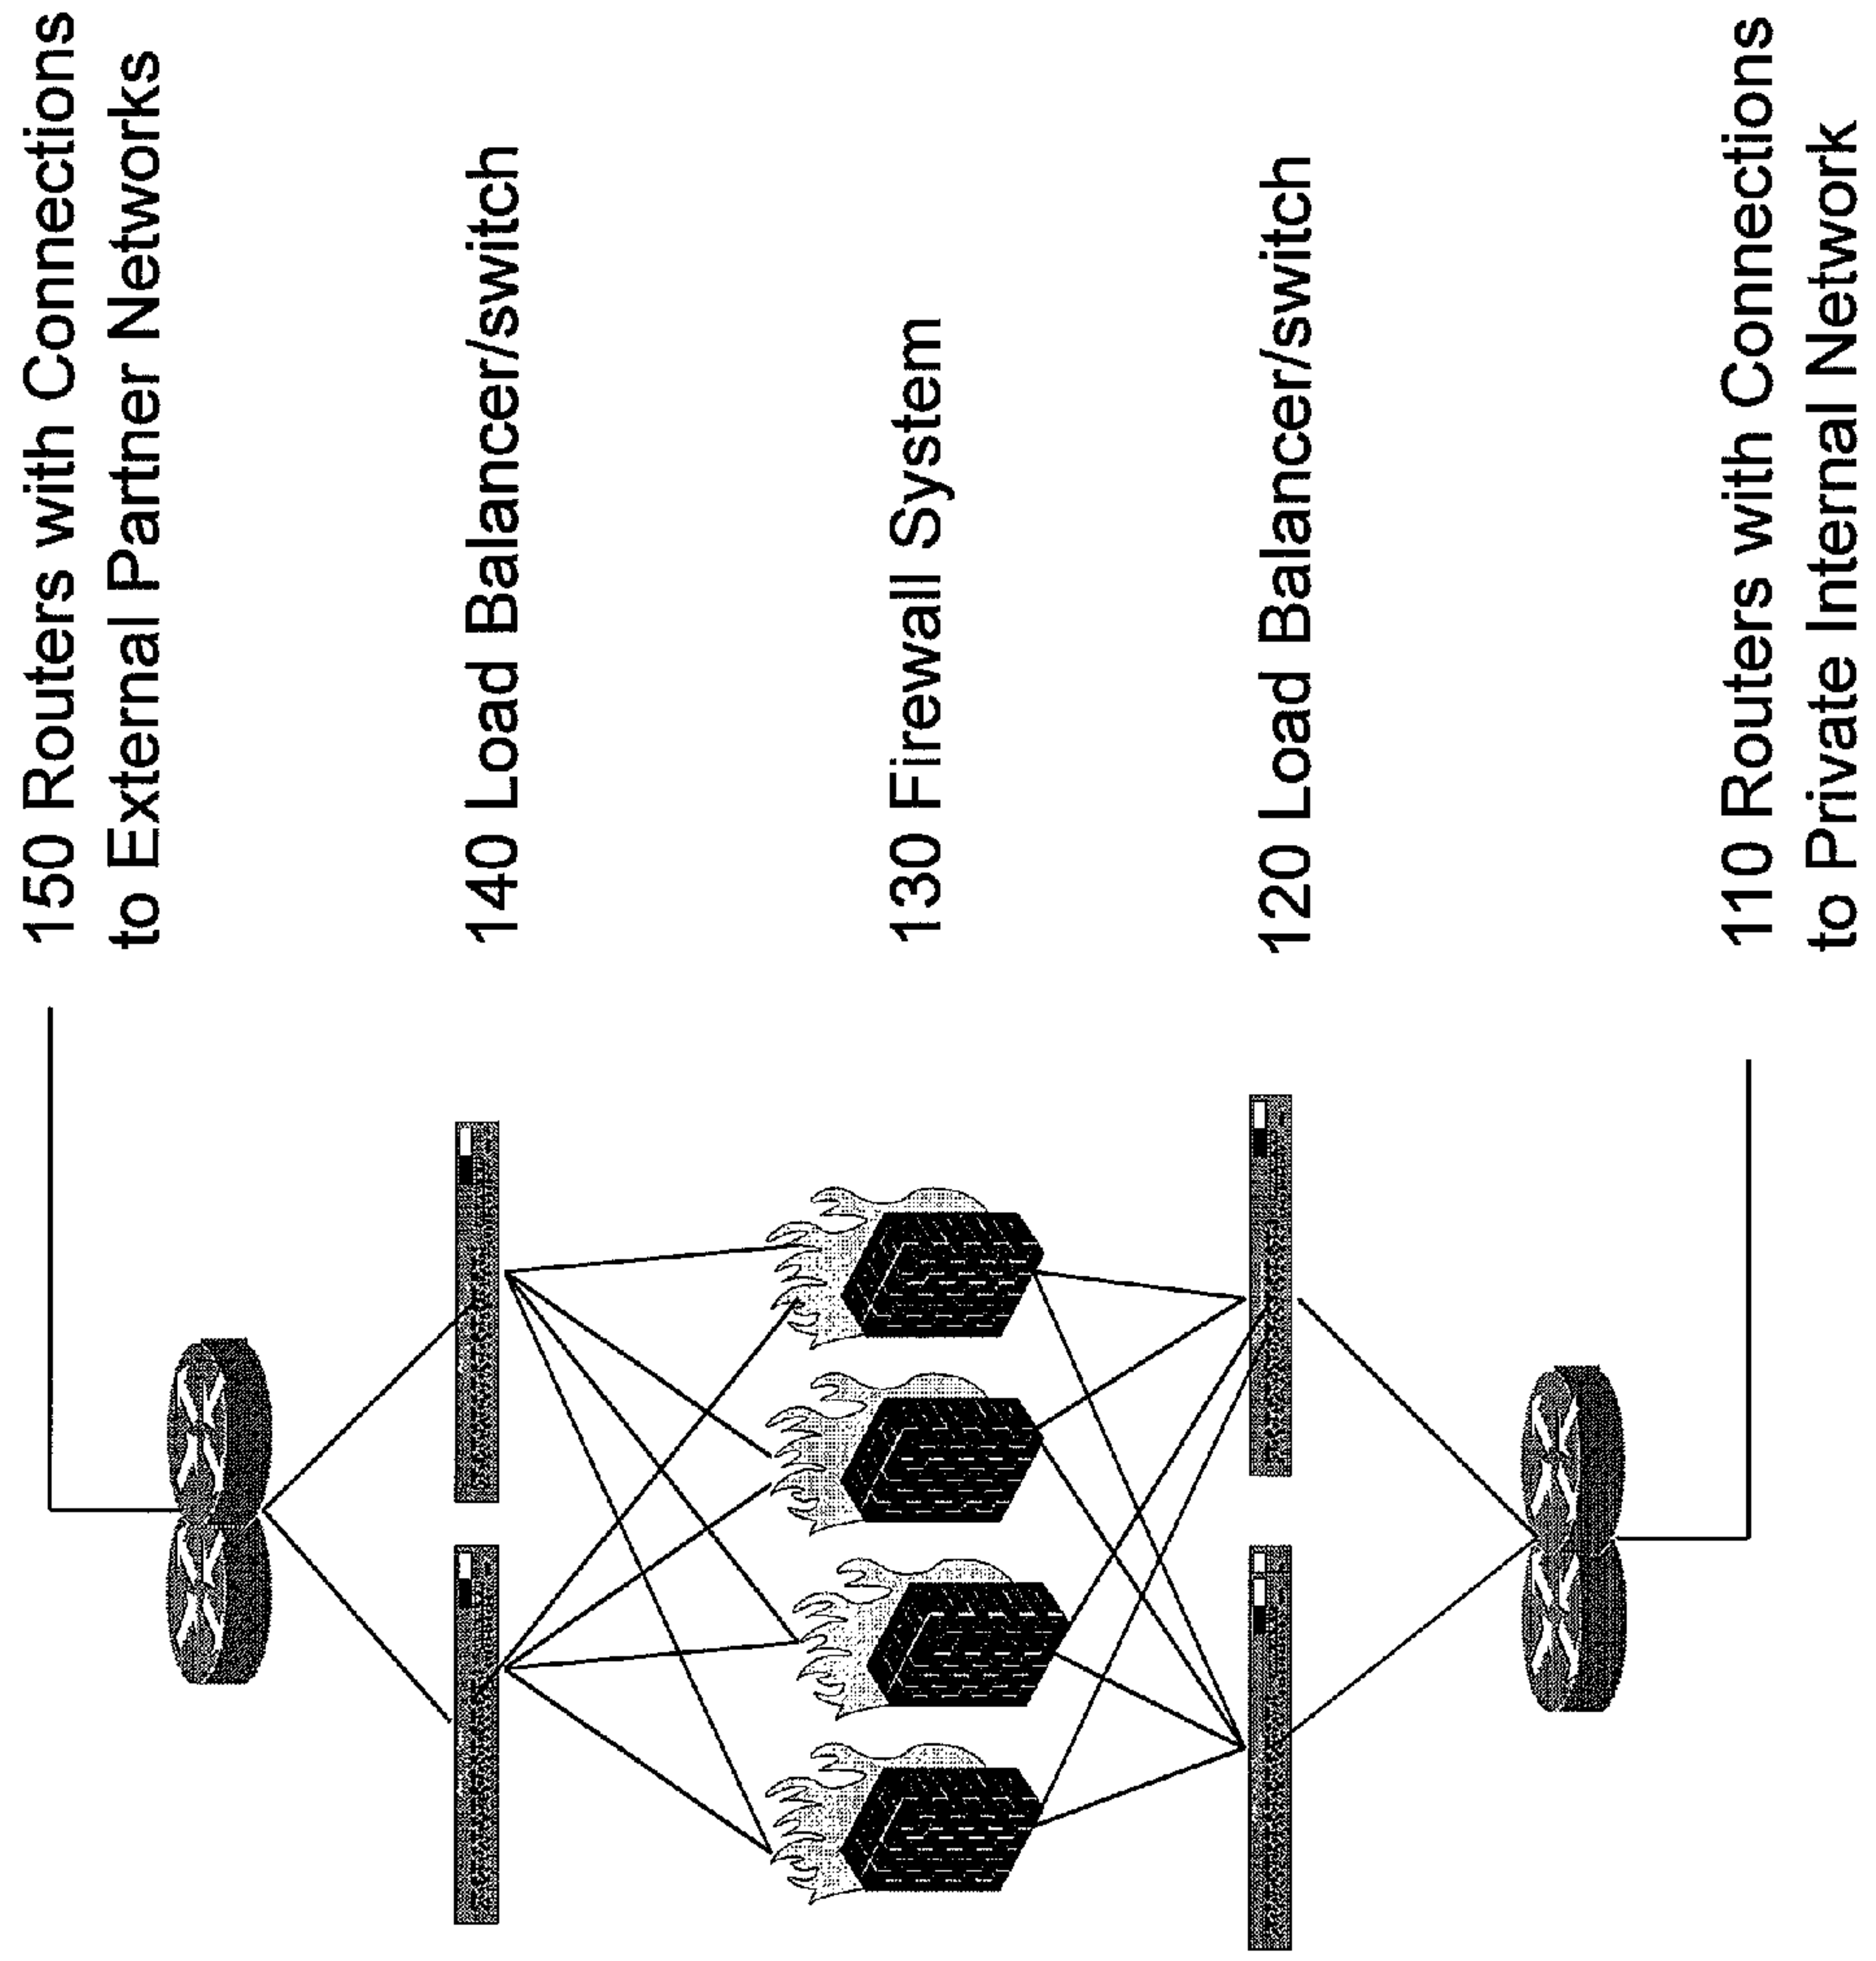 150 Routers with Connections
to External Partner Networks
140 Load Balancer/switch
130 Firewall System
120 Load Balancer/switch
110 Routers with Connections
to Private Internal Network